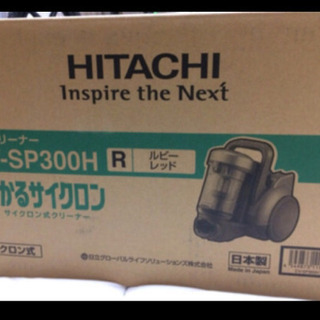 HITACHI
Inspire the Next
リーナー
-SP300H R ルビーレッド
かるサイクロン
サイクロン式クリーナー
クロン式
日立グローバルライフソリューションズ株式会社
日本製
Made in Japan